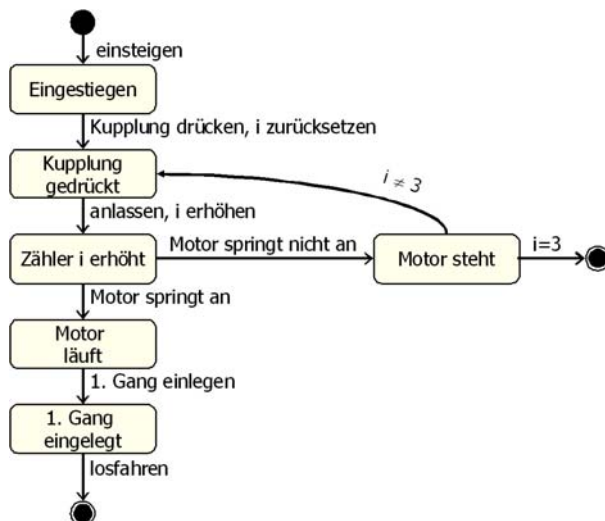 einsteigen
Eingestiegen
Kupplung drücken, i zurücksetzen
Kupplung
gedrückt
i ≠ 3
anlassen, i erhöhen
Zähler i erhöht
Motor springt nicht an
Motor steht
i=3
Motor springt an
Motor
läuft
1. Gang einlegen
1. Gang
eingelegt
losfahren